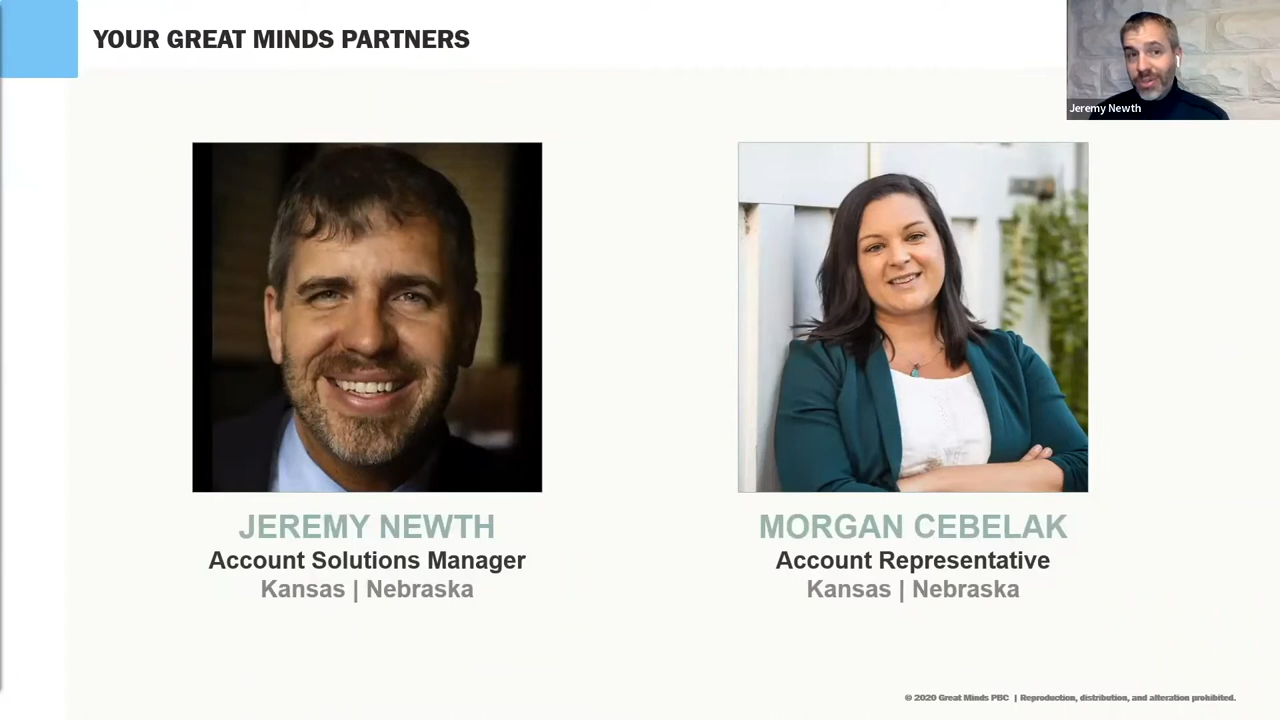 YOUR GREAT MINDS PARTNERS
Jeremy Newth
JEREMY NEWTH
Account Solutions Manager
Kansas | Nebraska
MORGAN CEBELAK
Account Representative
Kansas | Nebraska
© 2020 Great Minds PBC | Reproduction, distribution, and alteration prohibited.